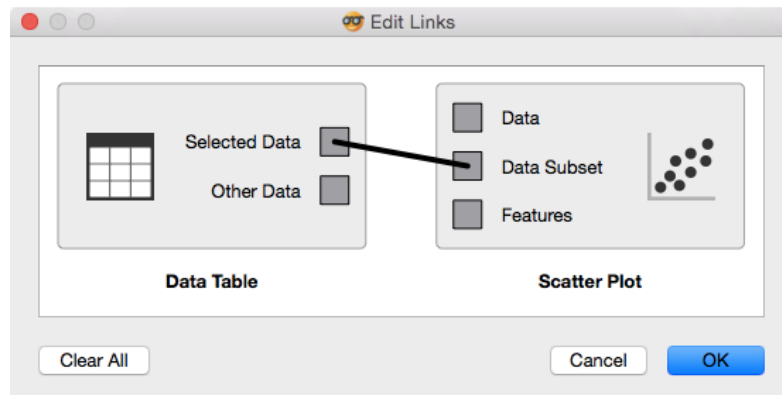 Edit Links
Selected Data
Other Data
Data Table
Data
Data Subset
Features
Scatter Plot
Clear All
Cancel
OK